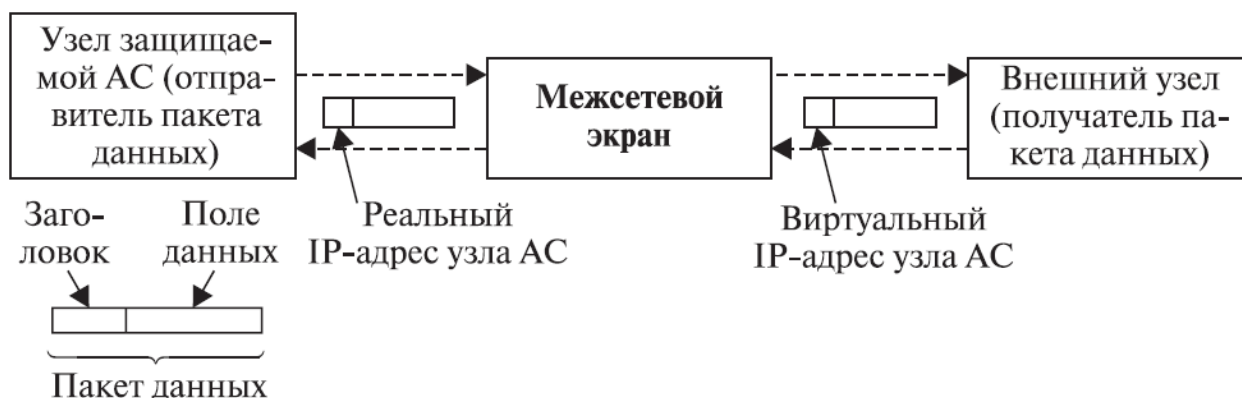 Узел защищае-
мой АС (отпра-
витель пакета
данных)
Межсетевой
экран
Внешний узел
(получатель па-
кета данных)
Заго-
ловок
Поле
данных
Реальный
IP-адрес узла АС
Виртуальный
IP-адрес узла АС
Пакет данных